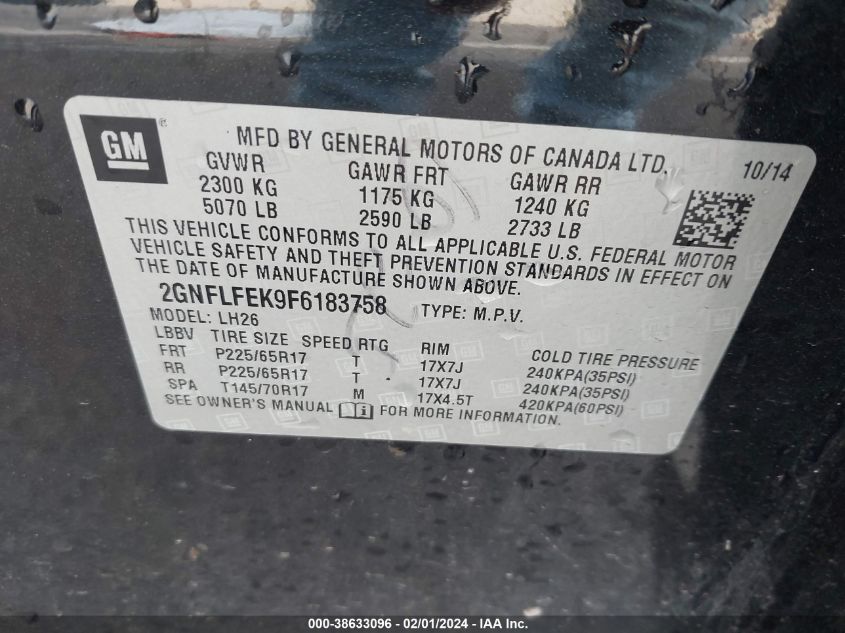 GM ® MFD BY GENERAL MOTORS OF CANADA LTD. 10/14
GVWR GAWR FRT GAWR RR
2300 KG 1175 KG 1240 KG
5070 LB 2590 LB 2733 LB
THIS VEHICLE CONFORMS TO ALL APPLICABLE U.S. FEDERAL MOTOR
VEHICLE SAFETY AND THEFT PREVENTION STANDARDS IN EFFECT ON
THE DATE OF MANUFACTURE SHOWN ABOVE.
2GNFLFEK9F6183758 TYPE: M.P.V.
MODEL: LH26
LBBV TIRE SIZE SPEED RTG RIM COLD TIRE PRESSURE
FRT P225/65R17 T 17X7J 240KPA(35PSI)
RR P225/65R17 T 17X7J 240KPA(35PSI)
SPA T145/70R17 M 17X4.5T 420KPA(60PSI)
SEE OWNER'S MANUAL FOR MORE INFORMATION.
000-38633096 - 02/01/2024 - IAA Inc.